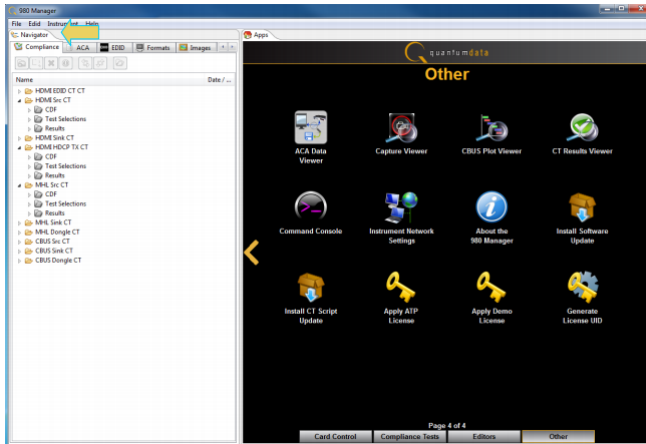 980 Manager
File Edid Instrument Help
Navigator
Apps
Compliance ACA EDID Formats Images
Name Date / ...
HDMI EDID CT CT
HDMI Src CT
CDF
Test Selections
Results
HDMI Sink CT
HDMI HDCP TX CT
CDF
Test Selections
Results
MHL Src CT
CDF
Test Selections
Results
MHL Sink CT
MHL Dongle CT
CBUS Src CT
CBUS Sink CT
CBUS Dongle CT
quantumdata
Other
ACA Data
Viewer
Capture Viewer
CBUS Plot Viewer
CT Results Viewer
Command Console
Instrument Network
Settings
About the
980 Manager
Install Software
Update
Install CT Script
Update
Apply ATP
License
Apply Demo
License
Generate
License UID
Page 4 of 4
Card Control Compliance Tests Editors Other